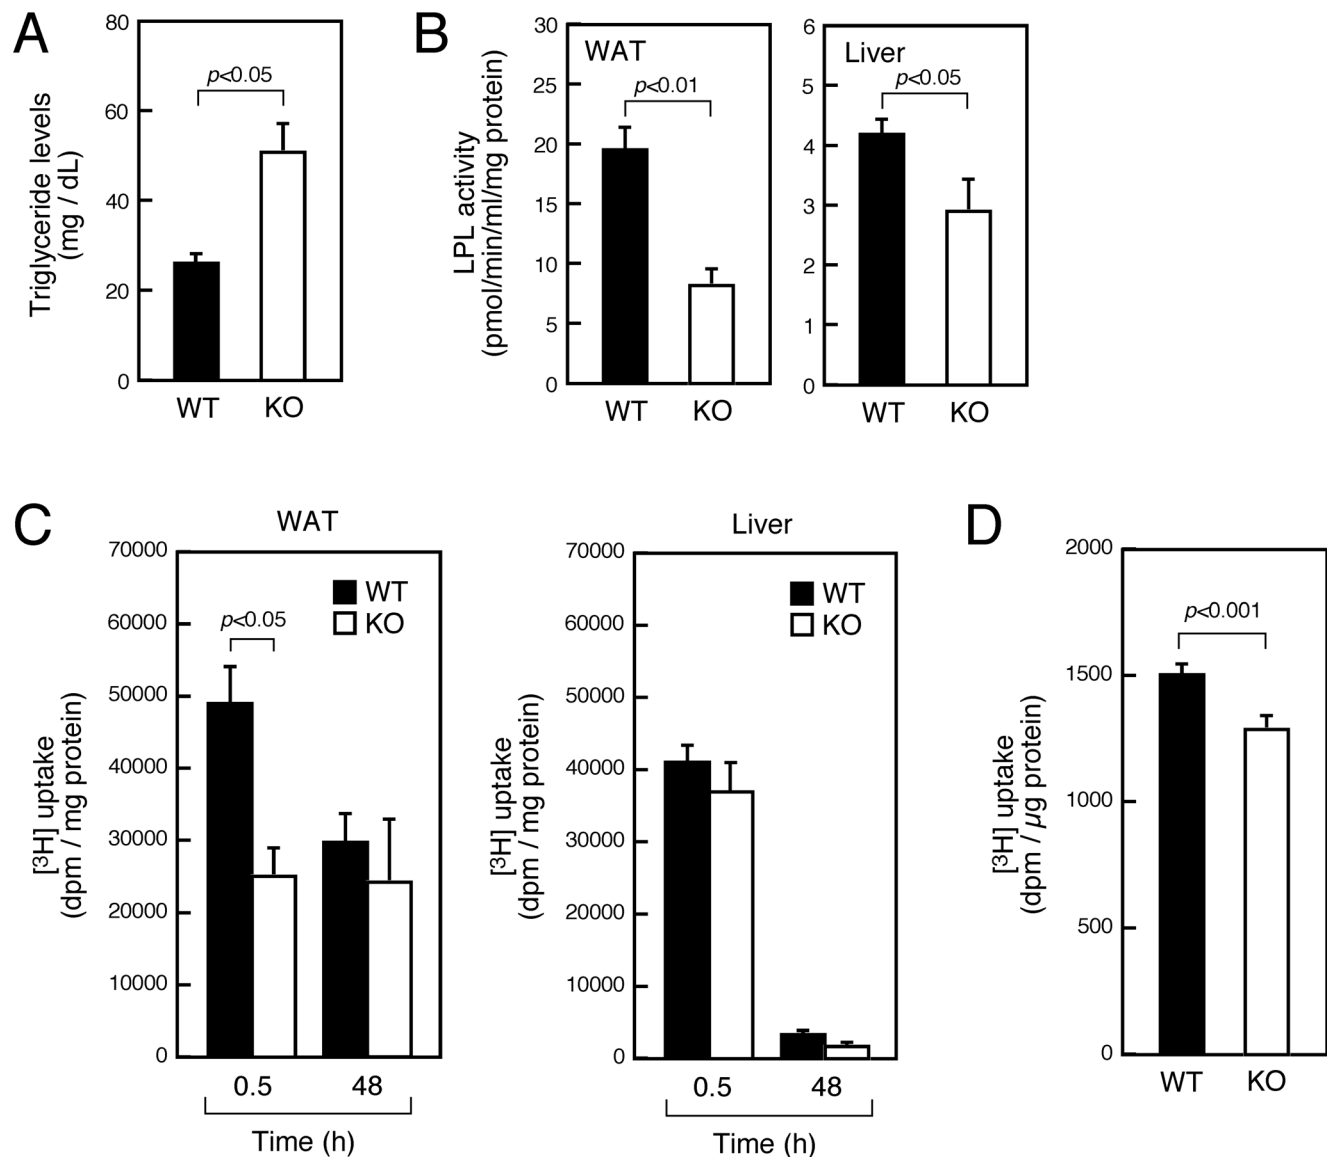 A
Triglyceride levels
(mg / dL)
80
60
40
20
0
p<0.05
WT KO
B
LPL activity
(pmol/min/ml/mg protein)
30
25
20
15
10
5
0
WAT
p<0.01
WT KO
6
5
4
3
2
1
0
Liver
p<0.05
WT KO
C
WAT
[³H] uptake
(dpm / mg protein)
70000
60000
50000
40000
30000
20000
10000
0
WT
KO
p<0.05
0.5 48
Time (h)
Liver
[³H] uptake
(dpm / mg protein)
70000
60000
50000
40000
30000
20000
10000
0
WT
KO
0.5 48
Time (h)
D
[³H] uptake
(dpm / µg protein)
2000
1500
1000
500
0
p<0.001
WT KO